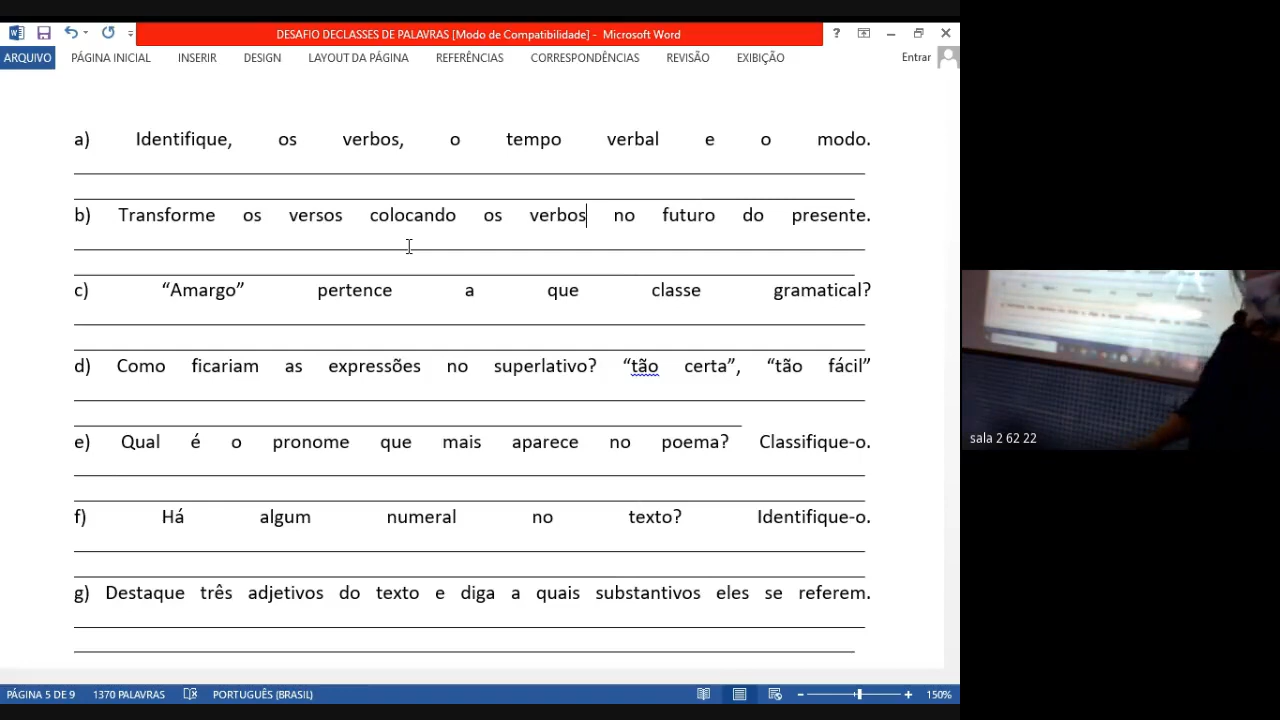 DESAFIO DECLASSES DE PALAVRAS [Modo de Compatibilidade] - Microsoft Word
?
ARQUIVO PÁGINA INICIAL INSERIR DESIGN LAYOUT DA PÁGINA REFERÊNCIAS CORRESPONDÊNCIAS REVISÃO EXIBIÇÃO Entrar
a) Identifique, os verbos, o tempo verbal e o modo.
b) Transforme os versos colocando os verbos no futuro do presente.
c) “Amargo” pertence a que classe gramatical?
d) Como ficariam as expressões no superlativo? “tão certa”, “tão fácil”
e) Qual é o pronome que mais aparece no poema? Classifique-o.
f) Há algum numeral no texto? Identifique-o.
g) Destaque três adjetivos do texto e diga a quais substantivos eles se referem.
PÁGINA 5 DE 9 1370 PALAVRAS PORTUGUÊS (BRASIL) 150%
sala 2 62 22